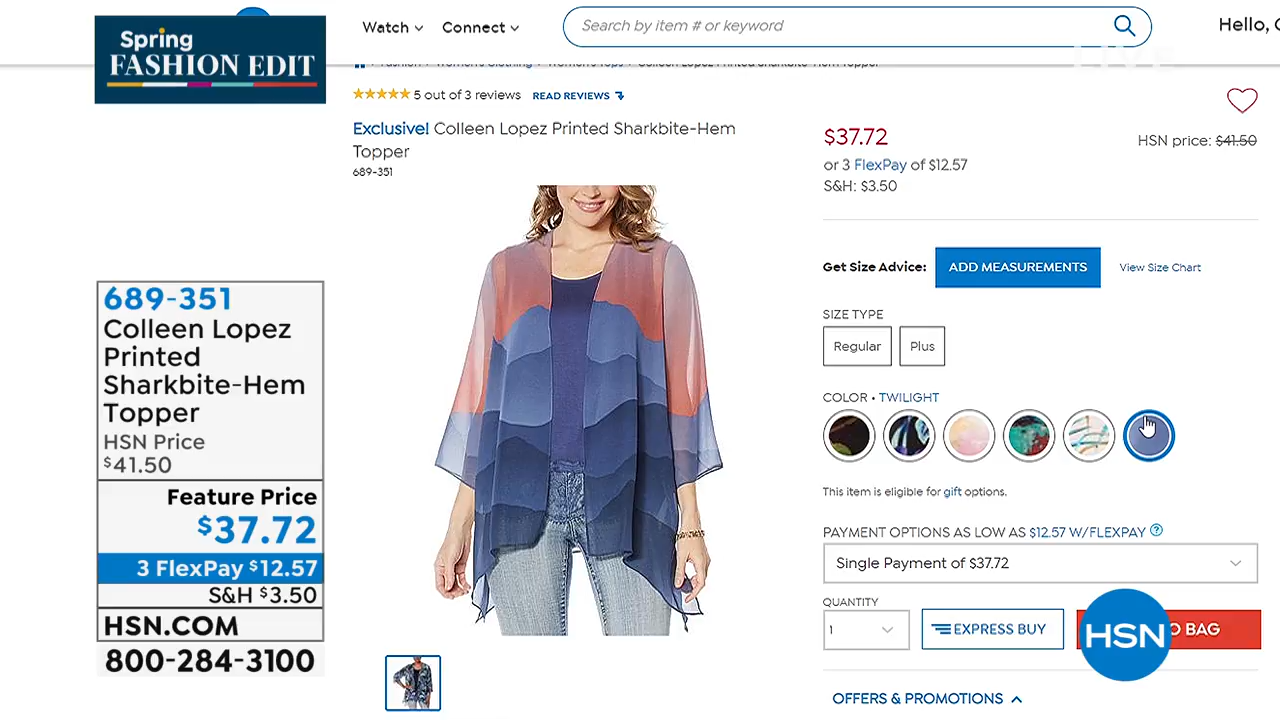 Spring
FASHION EDIT
Watch
Connect
Search by item # or keyword
Hello,
LIVE
5 out of 3 reviews
READ REVIEWS
Exclusive! Colleen Lopez Printed Sharkbite-Hem
Topper
689-351
$37.72
HSN price: $41.50
or 3 FlexPay of $12.57
S&H: $3.50
Get Size Advice:
ADD MEASUREMENTS
View Size Chart
SIZE TYPE
Regular
Plus
COLOR • TWILIGHT
This item is eligible for gift options.
PAYMENT OPTIONS AS LOW AS $12.57 W/FLEXPAY ?
Single Payment of $37.72
QUANTITY
1
EXPRESS BUY
O BAG
HSN
OFFERS & PROMOTIONS
689-351
Colleen Lopez
Printed
Sharkbite-Hem
Topper
HSN Price
$41.50
Feature Price
$37.72
3 FlexPay $12.57
S&H $3.50
HSN.COM
800-284-3100